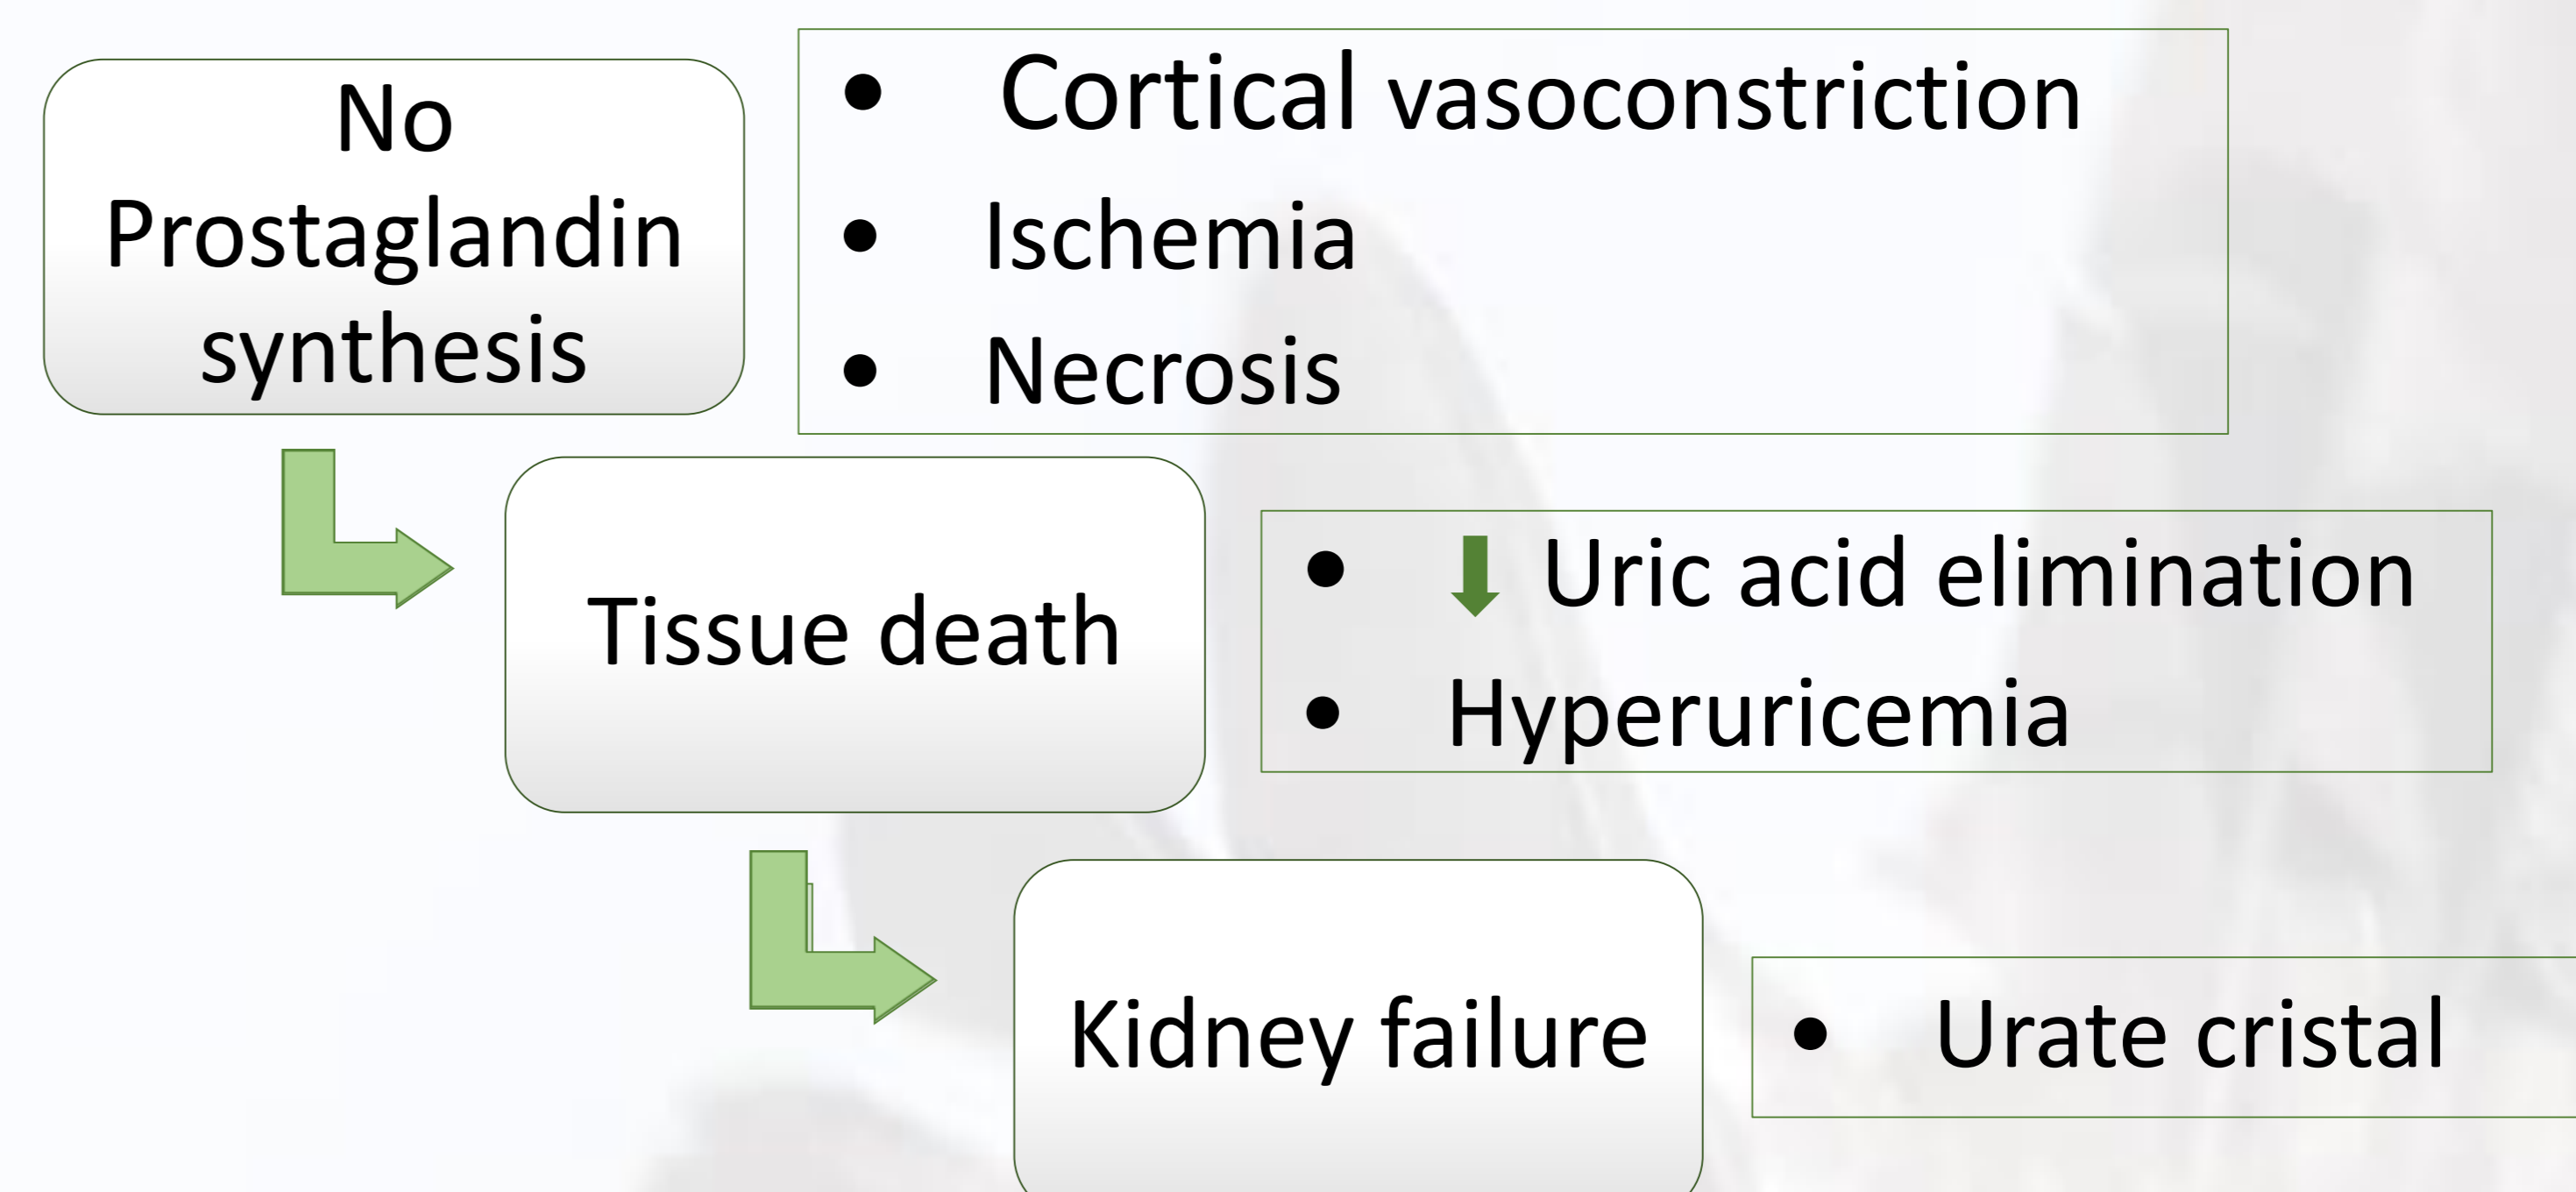 No
Prostaglandin
synthesis
• Cortical vasoconstriction
• Ischemia
• Necrosis
Tissue death
• Uric acid elimination
• Hyperuricemia
Kidney failure
• Urate cristal